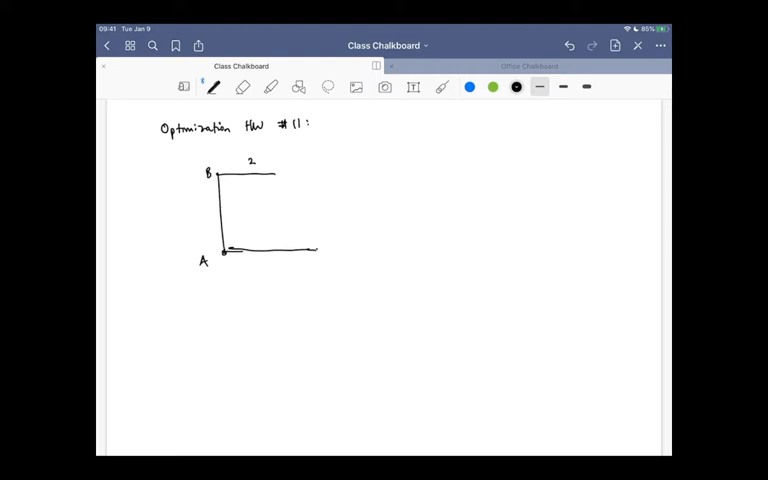 09:41 Tue Jan 9
85%
Class Chalkboard
Class Chalkboard
Office Chalkboard
Optimization HW #11:
2
B
A